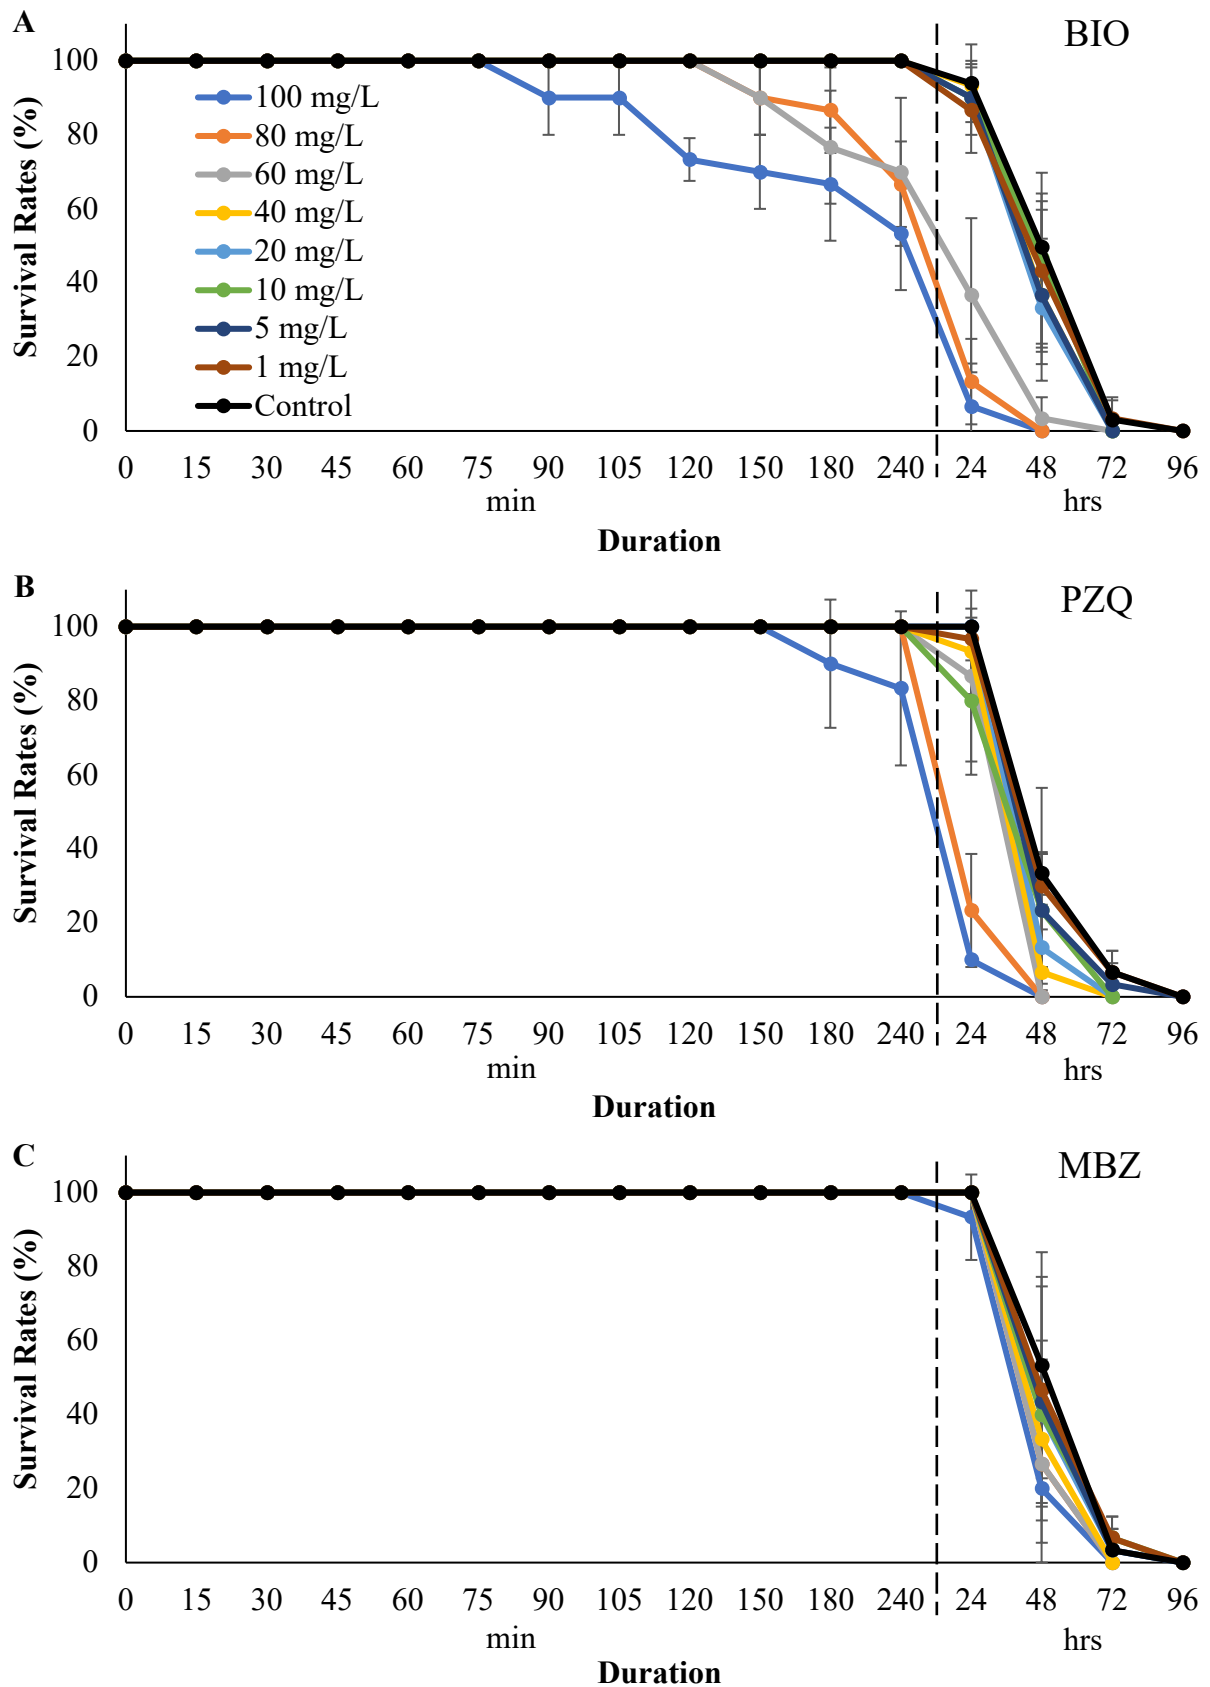 A
BIO
Survival Rates (%)
100
80
60
40
20
0
100 mg/L
80 mg/L
60 mg/L
40 mg/L
20 mg/L
10 mg/L
5 mg/L
1 mg/L
Control
0 15 30 45 60 75 90 105 120 150 180 240 24 48 72 96
min hrs
Duration
B
PZQ
Survival Rates (%)
100
80
60
40
20
0
0 15 30 45 60 75 90 105 120 150 180 240 24 48 72 96
min hrs
Duration
C
MBZ
Survival Rates (%)
100
80
60
40
20
0
0 15 30 45 60 75 90 105 120 150 180 240 24 48 72 96
min hrs
Duration